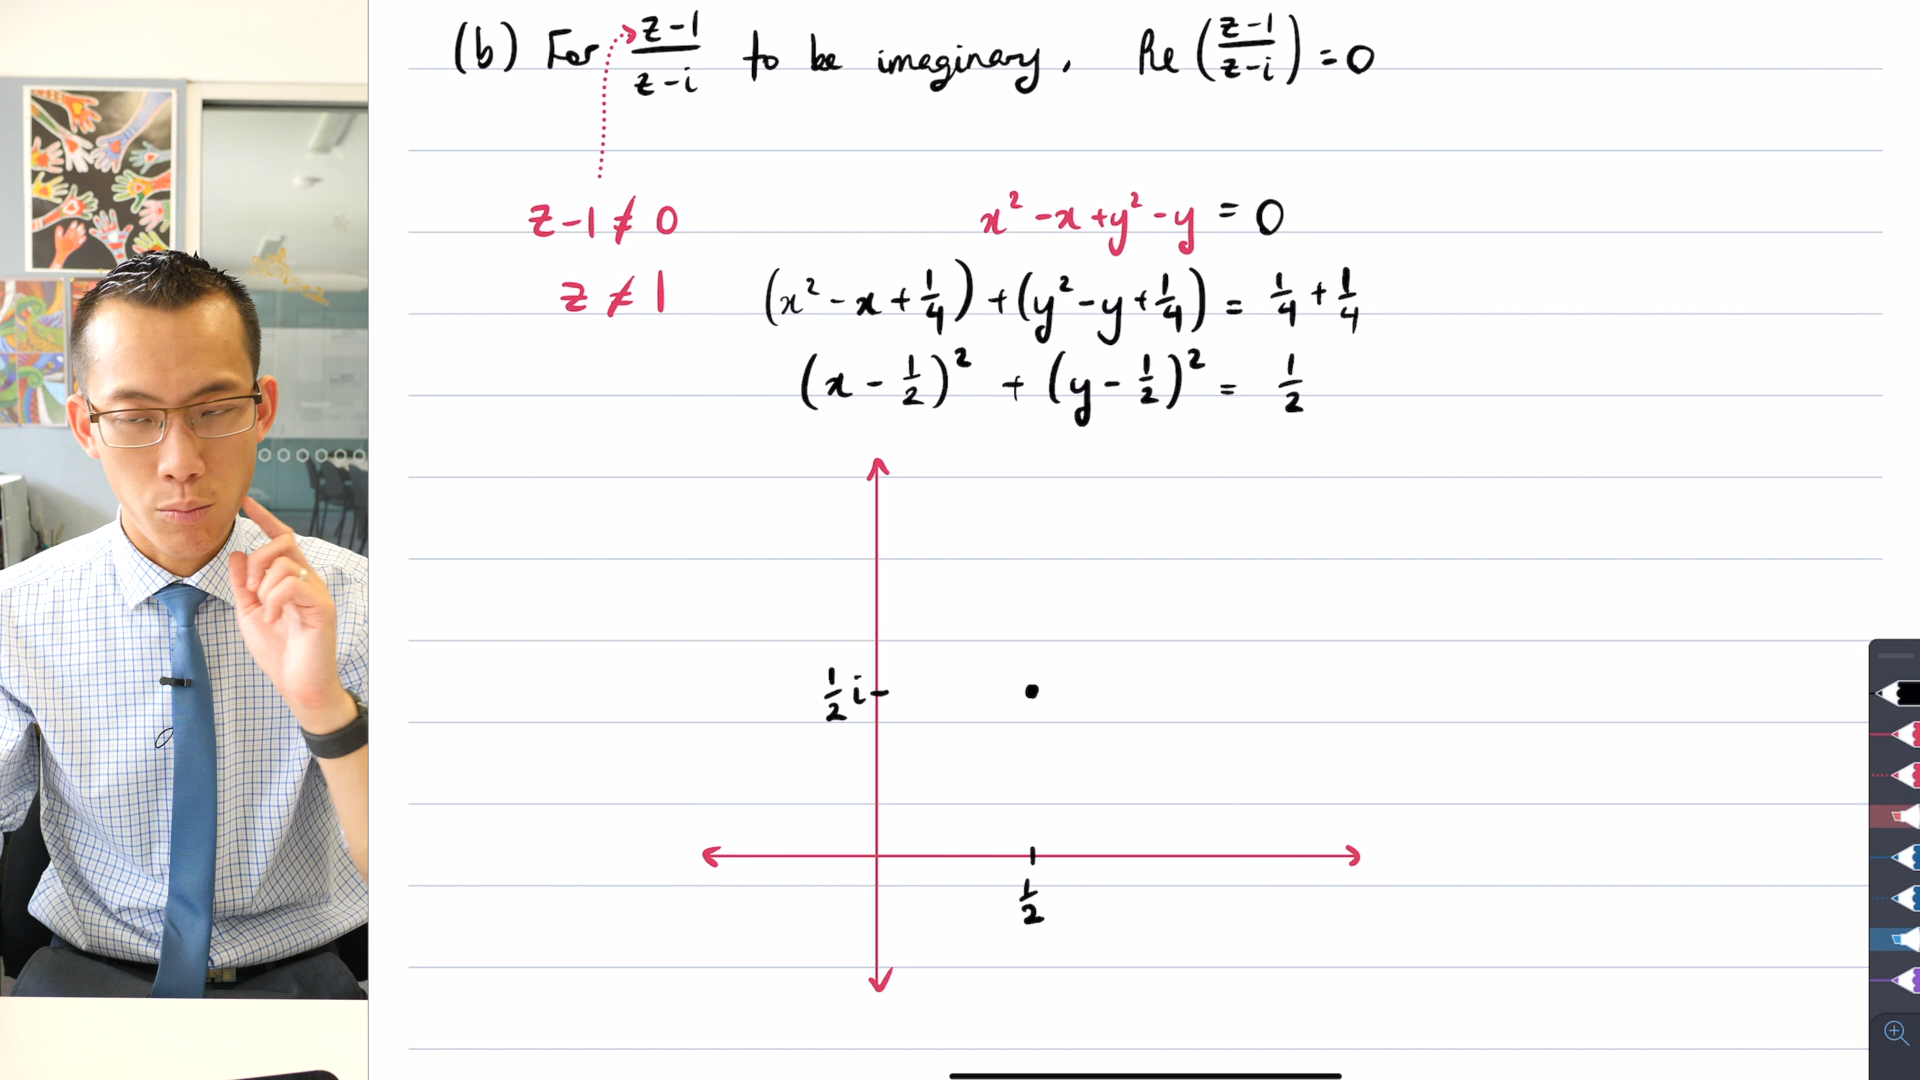 (b) For z-1/z-i to be imaginary, Re(z-1/z-i) = 0
z-1 ≠ 0
x² - x + y² - y = 0
z ≠ 1
(x² - x + 1/4) + (y² - y + 1/4) = 1/4 + 1/4
(x - 1/2)² + (y - 1/2)² = 1/2
1/2 i
1/2